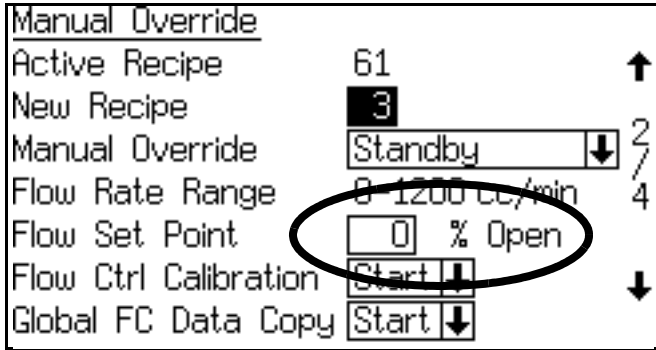 Manual Override
Active Recipe 61
New Recipe 3
Manual Override Standby
Flow Rate Range 0-1200 cc/min
Flow Set Point 0 % Open
Flow Ctrl Calibration Start
Global FC Data Copy Start
2/4